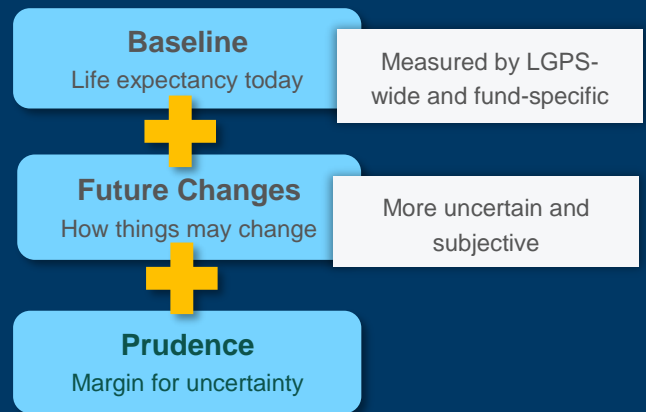 Baseline
Life expectancy today
Measured by LGPS-
wide and fund-specific
Future Changes
How things may change
More uncertain and
subjective
Prudence
Margin for uncertainty